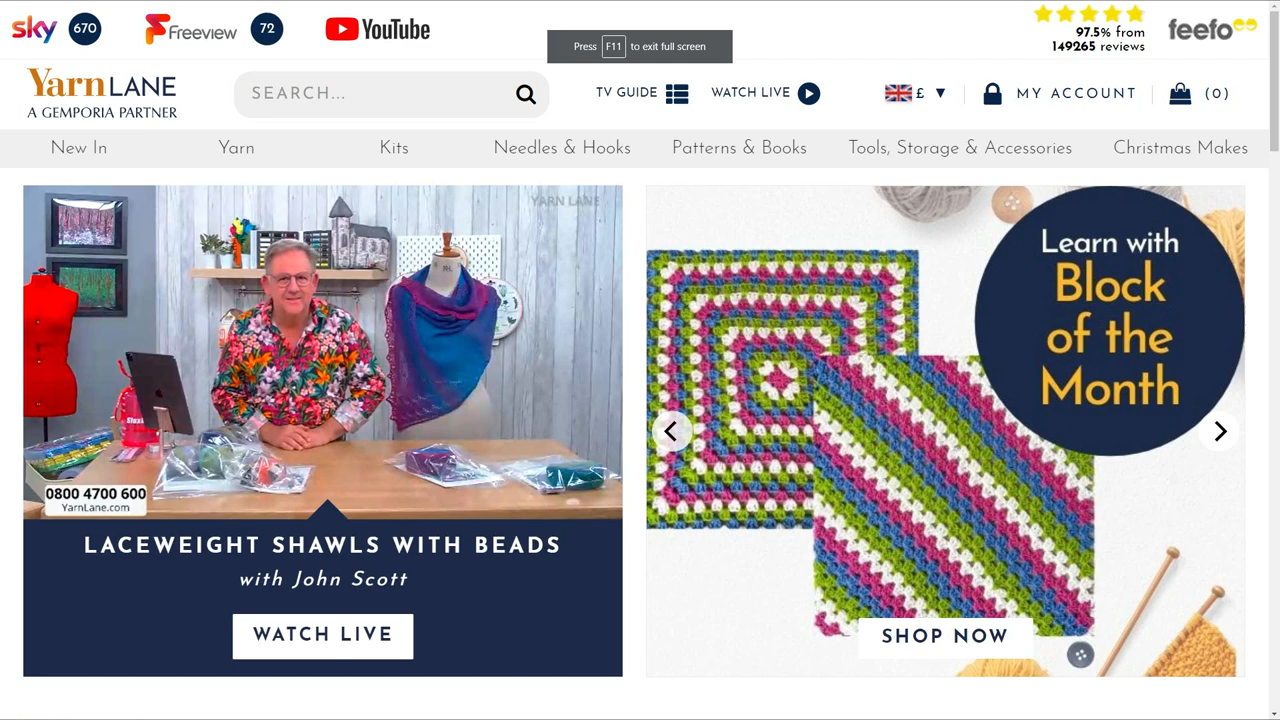 sky 670 Freeview 72 YouTube
Press F11 to exit full screen
97.5% from
149265 reviews
feefo
YarnLANE
A GEMPORIA PARTNER
SEARCH...
TV GUIDE WATCH LIVE £ ▼ MY ACCOUNT (0)
New In Yarn Kits Needles & Hooks Patterns & Books Tools, Storage & Accessories Christmas Makes
YARN LANE
0800 4700 600
YarnLane.com
LACEWEIGHT SHAWLS WITH BEADS
with John Scott
WATCH LIVE
Learn with
Block
of the
Month
SHOP NOW